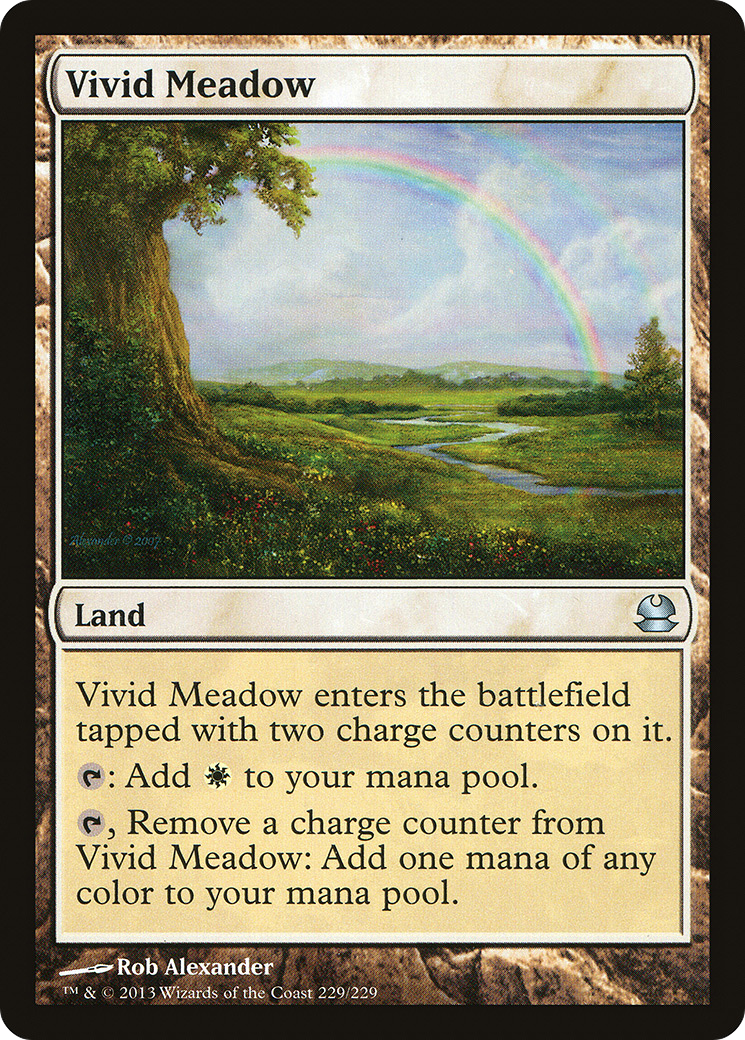 Vivid Meadow
Alexander © 2007
Land
Vivid Meadow enters the battlefield
tapped with two charge counters on it.
: Add to your mana pool.
, Remove a charge counter from
Vivid Meadow: Add one mana of any
color to your mana pool.
Rob Alexander
™ & © 2013 Wizards of the Coast 229/229